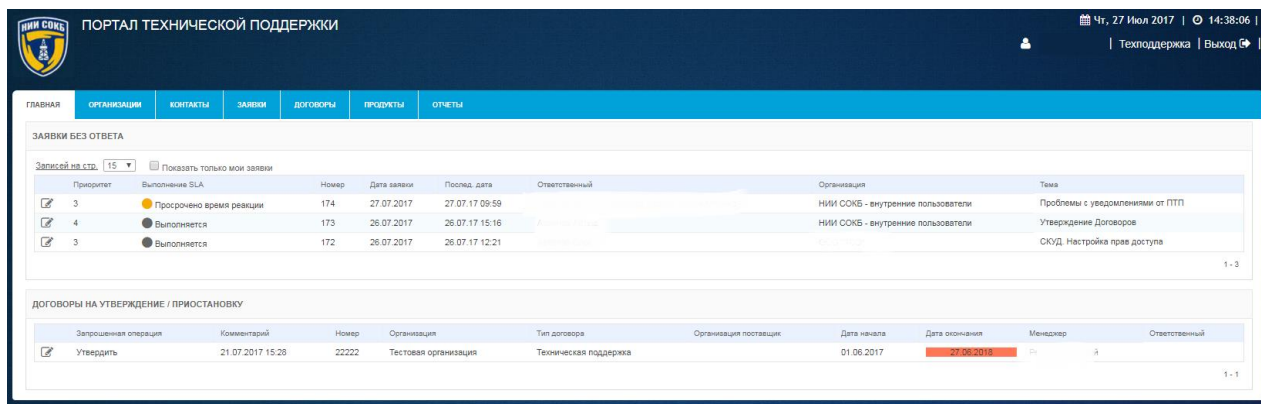 НИИ СОКБ
ПОРТАЛ ТЕХНИЧЕСКОЙ ПОДДЕРЖКИ
Чт, 27 Июл 2017 | 14:38:06 |
| Техподдержка | Выход |
ГЛАВНАЯ ОРГАНИЗАЦИИ КОНТАКТЫ ЗАЯВКИ ДОГОВОРЫ ПРОДУКТЫ ОТЧЕТЫ
ЗАЯВКИ БЕЗ ОТВЕТА
Записей на стр. 15 Показать только мои заявки
Приоритет Выполнение SLA Номер Дата заявки Послед. дата Ответственный Организация Тема
3 Просрочено время реакции 174 27.07.2017 27.07.17 09:59 НИИ СОКБ - внутренние пользователи Проблемы с уведомлениями от ПТП
4 Выполняется 173 26.07.2017 26.07.17 15:16 НИИ СОКБ - внутренние пользователи Утверждение Договоров
3 Выполняется 172 26.07.2017 26.07.17 12:21 СКУД. Настройка прав доступа
1 - 3
ДОГОВОРЫ НА УТВЕРЖДЕНИЕ / ПРИОСТАНОВКУ
Запрошенная операция Комментарий Номер Организация Тип договора Организация поставщик Дата начала Дата окончания Менеджер Ответственный
Утвердить 21.07.2017 15:28 22222 Тестовая организация Техническая поддержка 01.06.2017 27.06.2018
1 - 1